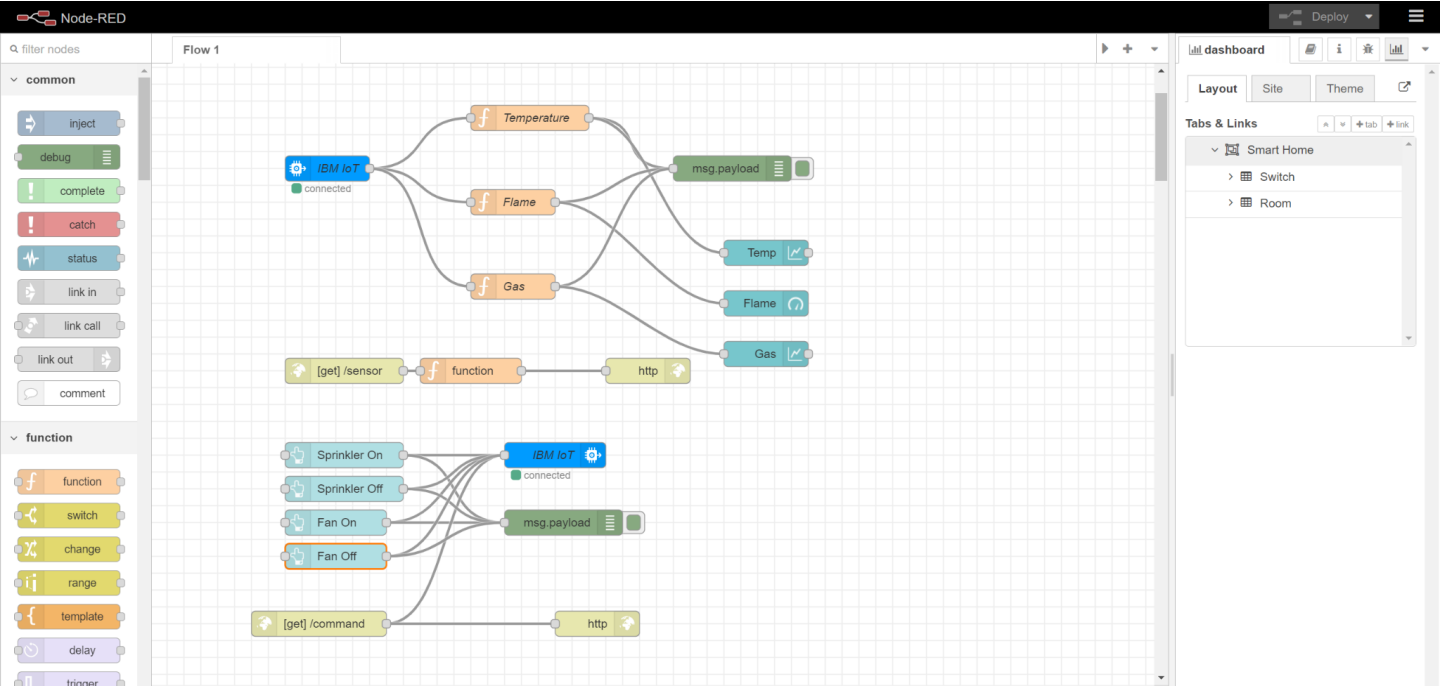 Node-RED
Deploy
filter nodes
common
inject
debug
complete
catch
status
link in
link call
link out
comment
function
function
switch
change
range
template
delay
trigger
Flow 1
Temperature
IBM IoT
connected
Flame
Gas
msg.payload
Temp
Flame
Gas
[get] /sensor
function
http
Sprinkler On
Sprinkler Off
Fan On
Fan Off
IBM IoT
connected
msg.payload
[get] /command
http
dashboard
Layout
Site
Theme
Tabs & Links
tab
link
Smart Home
Switch
Room